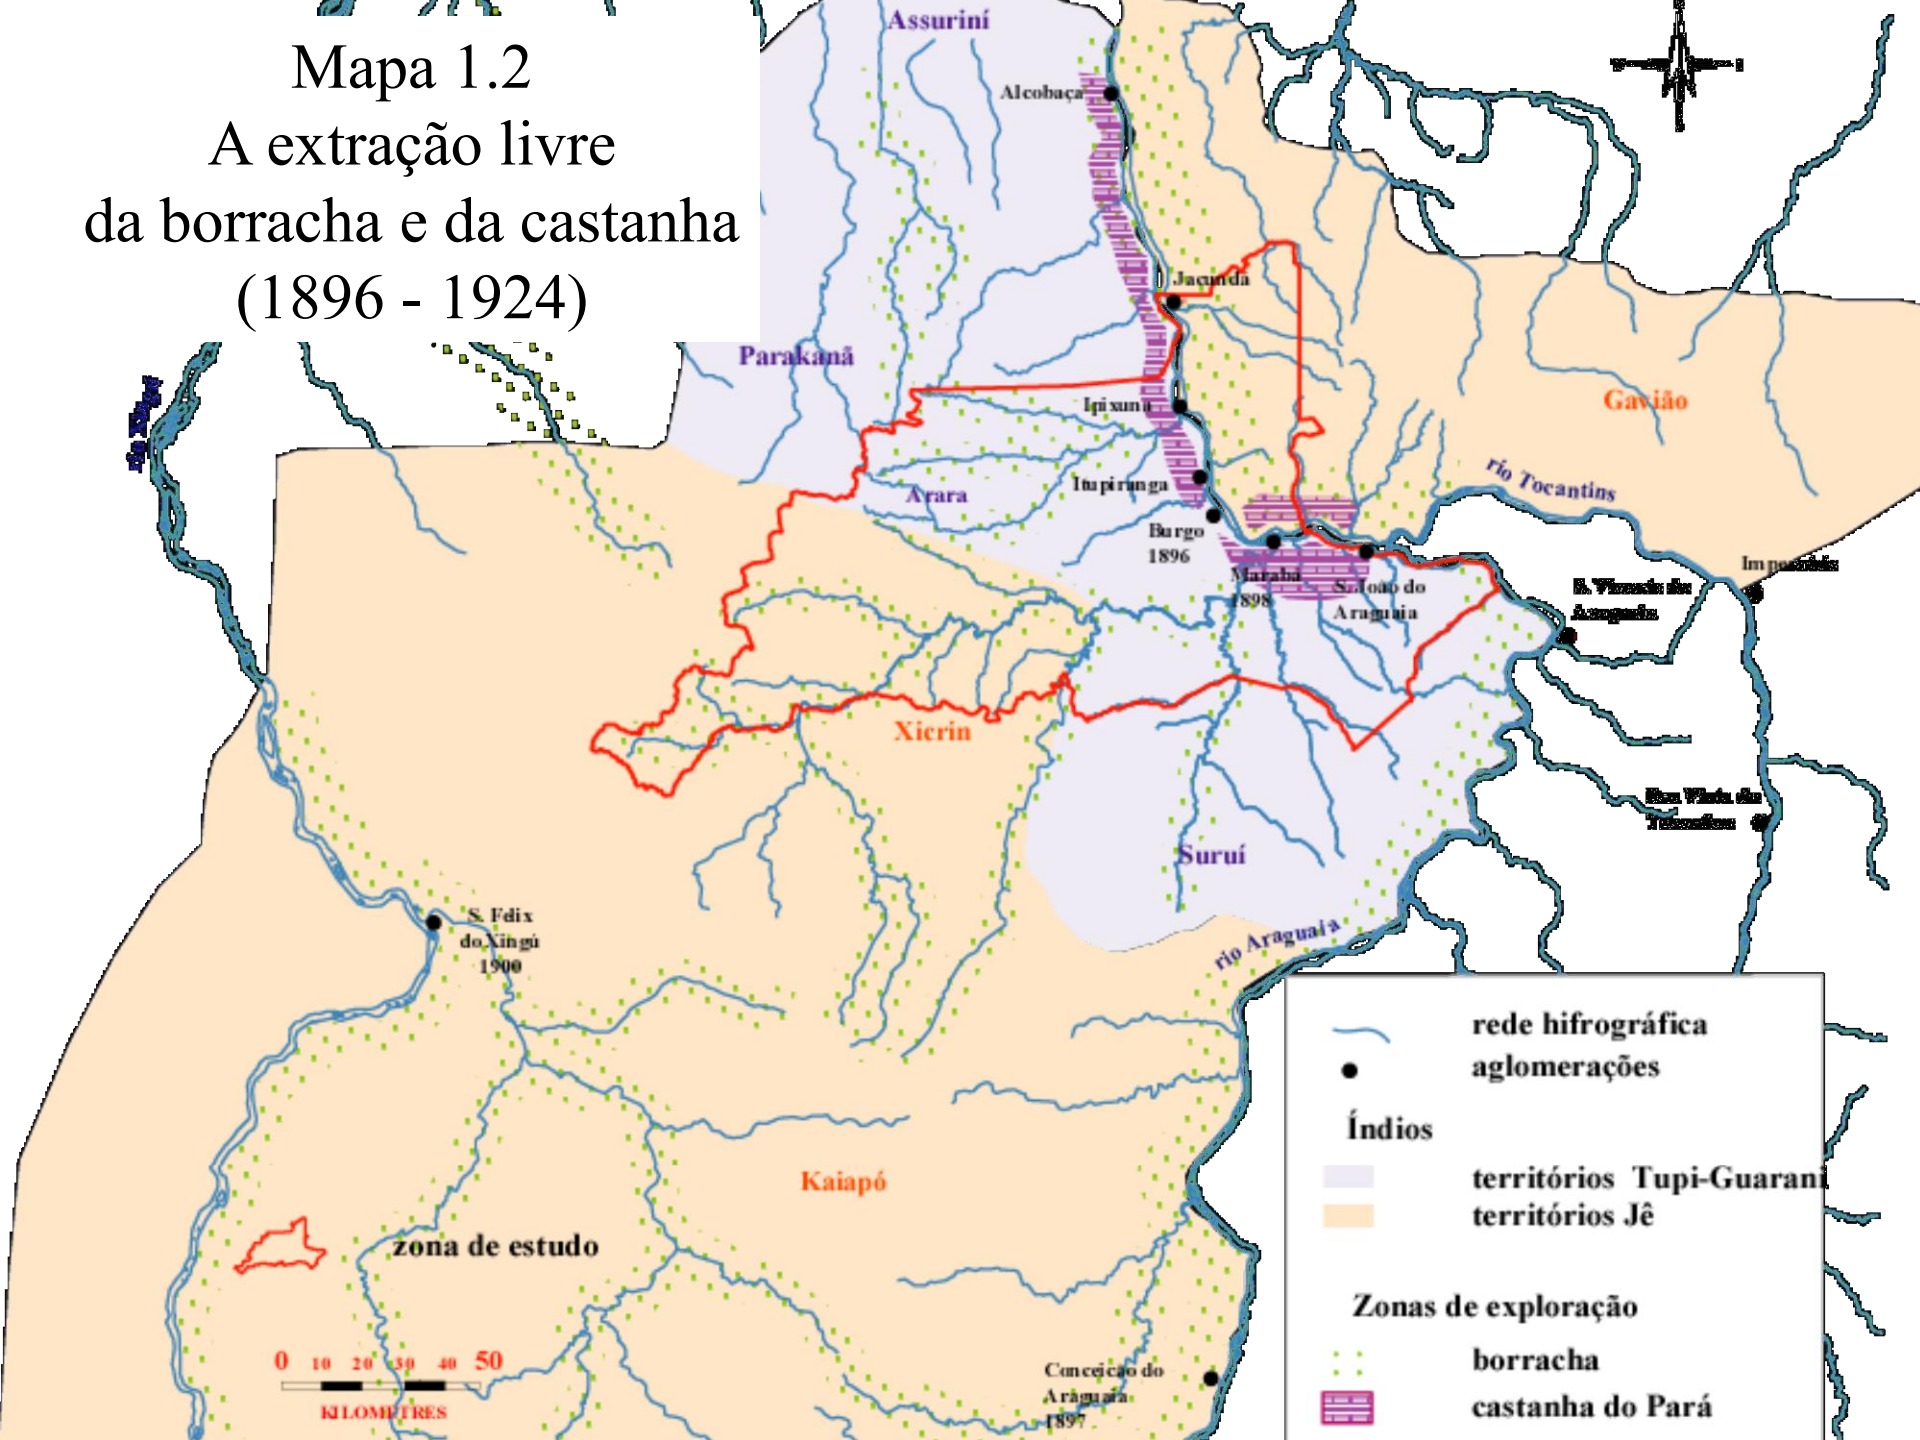 Mapa 1.2
A extração livre
da borracha e da castanha
(1896 - 1924)
Assuriní
Alcobaça
Jacundá
Parakanã
Ipixuna
Gavião
rio Tocantins
Itupiranga
Arara
Burgo
1896
Marabá
1898
S. João do
Araguaia
Xicrin
Suruí
rio Araguaia
S. Felix
do Xingú
1900
Kaiapó
zona de estudo
0 10 20 30 40 50
KILOMETRES
Conceicão do
Araguaia
1897
rede hifrográfica
aglomerações
Índios
territórios Tupi-Guarani
territórios Jê
Zonas de exploração
borracha
castanha do Pará